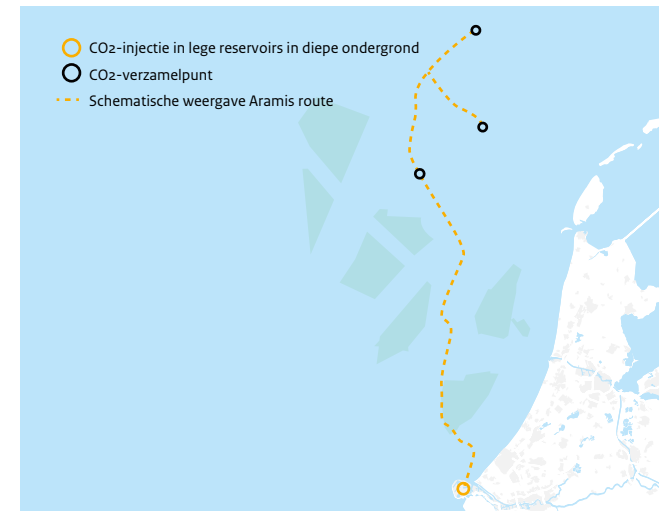 CO2-injectie in lege reservoirs in diepe ondergrond
CO2-verzamelpunt
Schematische weergave Aramis route